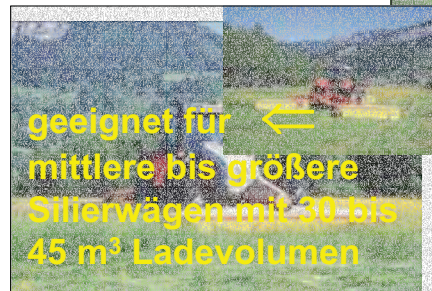 geeignet für ⇐
mittlere bis größere
Silierwägen mit 30 bis
45 m³ Ladevolumen